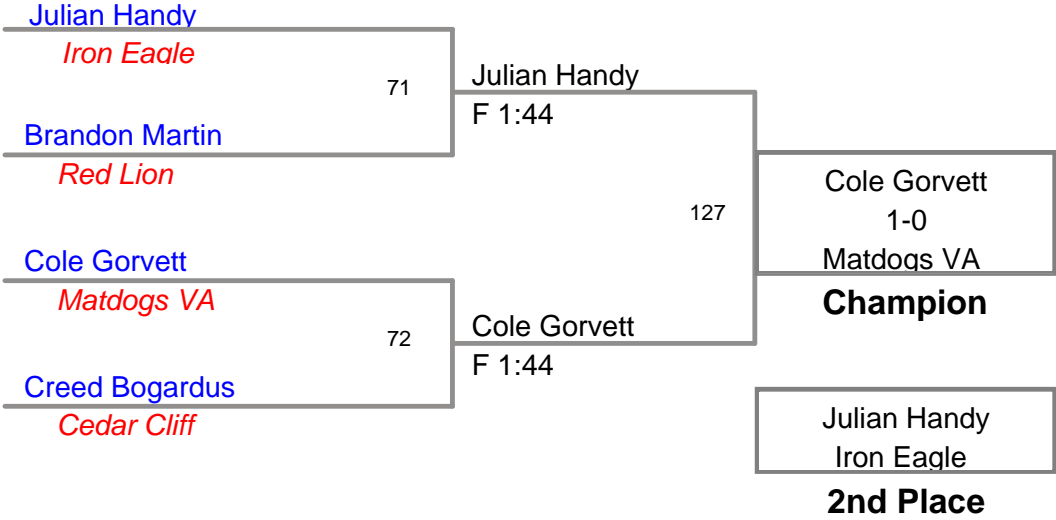 Julian Handy
Iron Eagle
71
Julian Handy
F 1:44
Brandon Martin
Red Lion
127
Cole Gorvett
1-0
Matdogs VA
Champion
Cole Gorvett
Matdogs VA
72
Cole Gorvett
F 1:44
Creed Bogardus
Cedar Cliff
Julian Handy
Iron Eagle
2nd Place